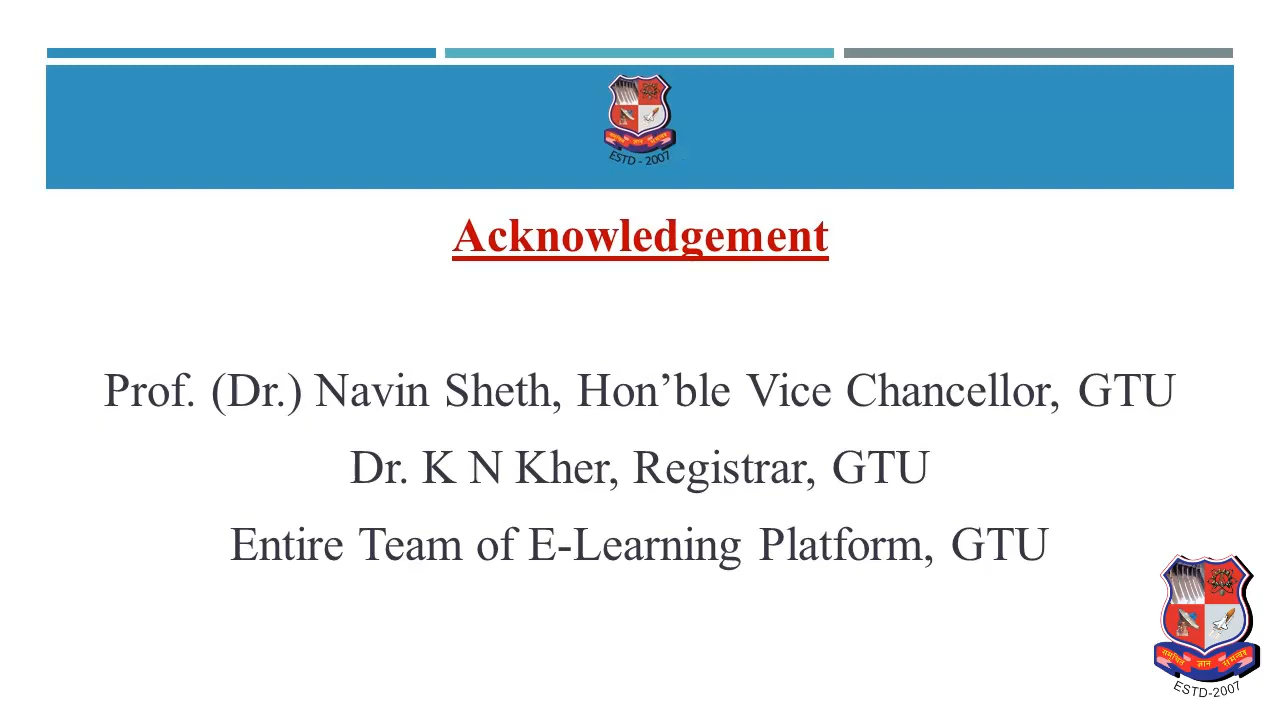 ESTD - 2007
Acknowledgement
Prof. (Dr.) Navin Sheth, Hon’ble Vice Chancellor, GTU
Dr. K N Kher, Registrar, GTU
Entire Team of E-Learning Platform, GTU
ज्ञान
ESTD-2007